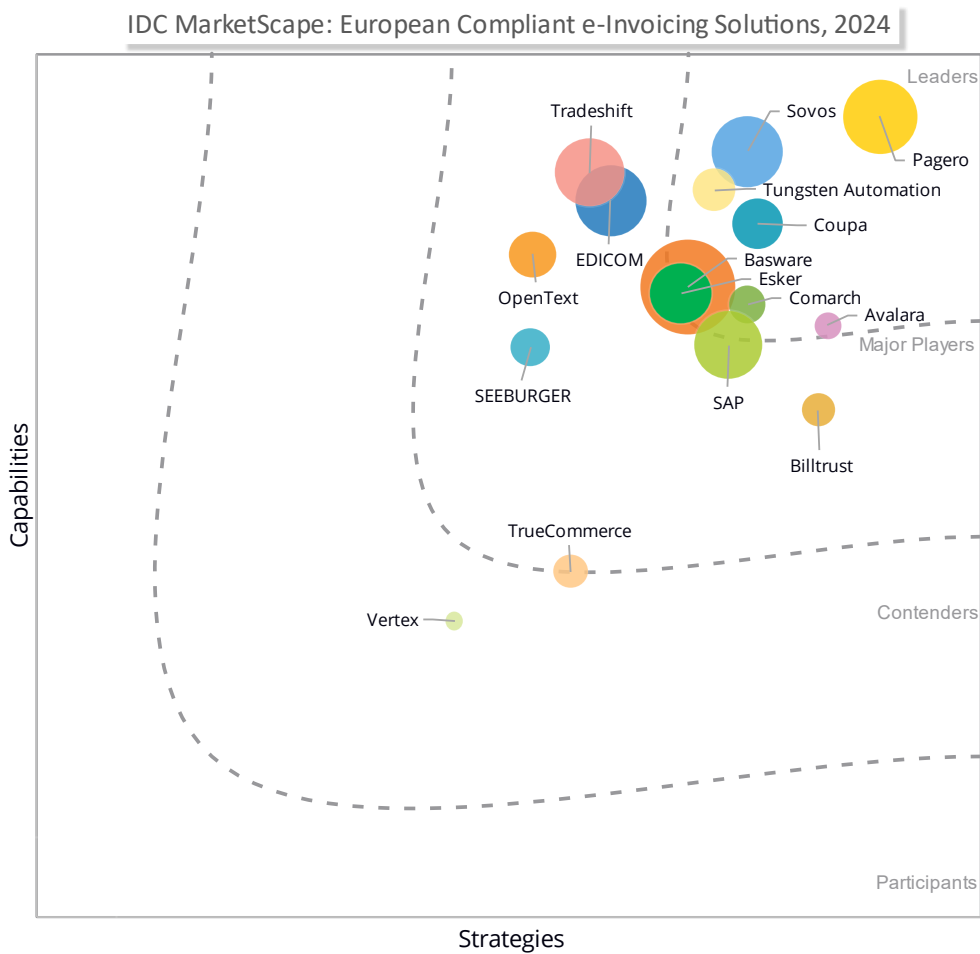 IDC MarketScape: European Compliant e-Invoicing Solutions, 2024
Leaders
Tradeshift
Sovos
Pagero
Tungsten Automation
Coupa
EDICOM
Basware
Esker
OpenText
Comarch
Avalara
Major Players
SEEBURGER
SAP
Billtrust
Capabilities
TrueCommerce
Contenders
Vertex
Participants
Strategies